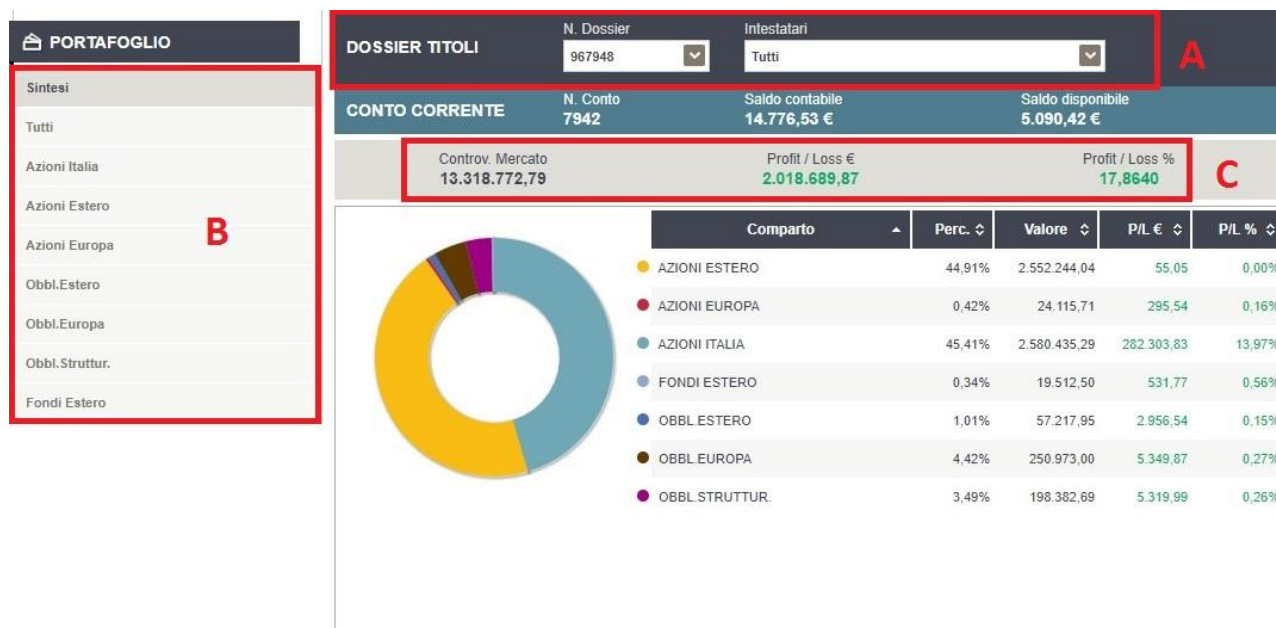 PORTAFOGLIO
Sintesi
Tutti
Azioni Italia
Azioni Estero
Azioni Europa
Obbl.Estero
Obbl.Europa
Obbl.Struttur.
Fondi Estero
B
DOSSIER TITOLI
N. Dossier
967948
Intestatari
Tutti
A
CONTO CORRENTE
N. Conto
7942
Saldo contabile
14.776,53 €
Saldo disponibile
5.090,42 €
Controv. Mercato
13.318.772,79
Profit / Loss €
2.018.689,87
Profit / Loss %
17,8640
C
Comparto Perc. Valore P/L € P/L %
AZIONI ESTERO 44,91% 2.552.244,04 55,05 0,00%
AZIONI EUROPA 0,42% 24.115,71 295,54 0,16%
AZIONI ITALIA 45,41% 2.580.435,29 282.303,83 13,97%
FONDI ESTERO 0,34% 19.512,50 531,77 0,56%
OBBL.ESTERO 1,01% 57.217,95 2.956,54 0,15%
OBBL.EUROPA 4,42% 250.973,00 5.349,87 0,27%
OBBL.STRUTTUR. 3,49% 198.382,69 5.319,99 0,26%